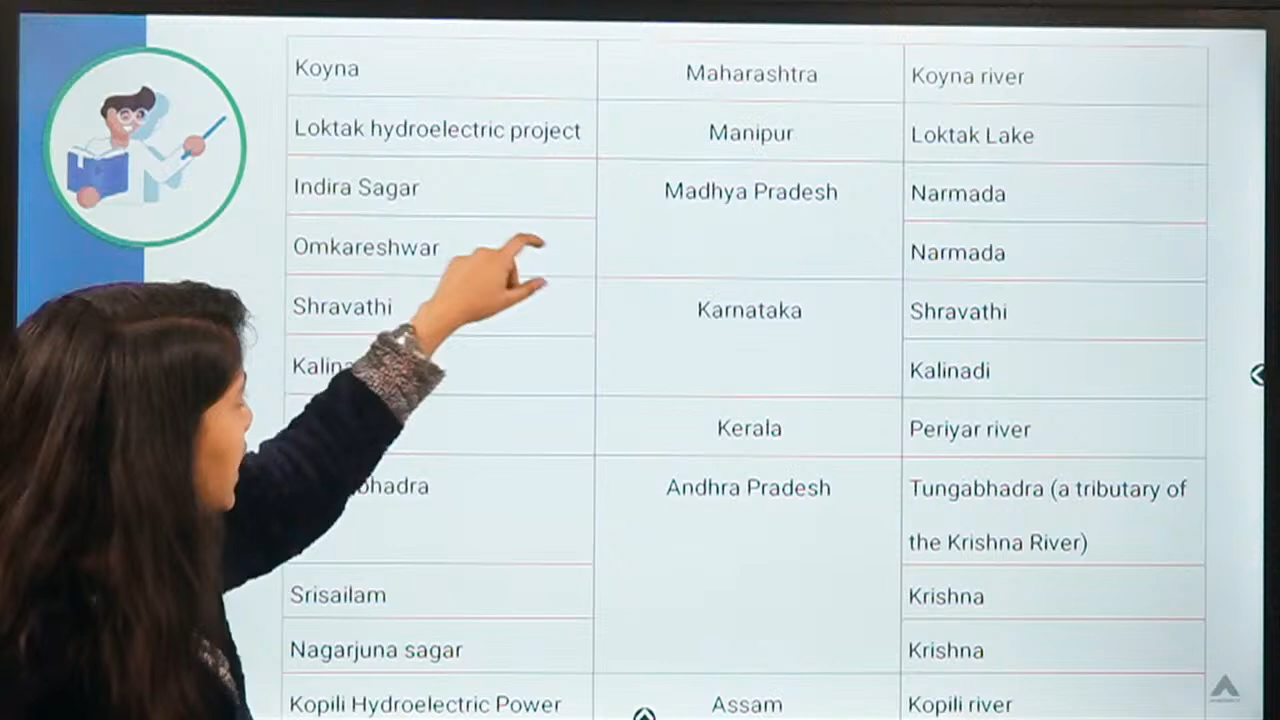 Koyna Maharashtra Koyna river
Loktak hydroelectric project Manipur Loktak Lake
Indira Sagar Madhya Pradesh Narmada
Omkareshwar Narmada
Shravathi Karnataka Shravathi
Kalinadi
Kerala Periyar river
Andhra Pradesh Tungabhadra (a tributary of
the Krishna River)
Srisailam Krishna
Nagarjuna sagar Krishna
Kopili Hydroelectric Power Assam Kopili river